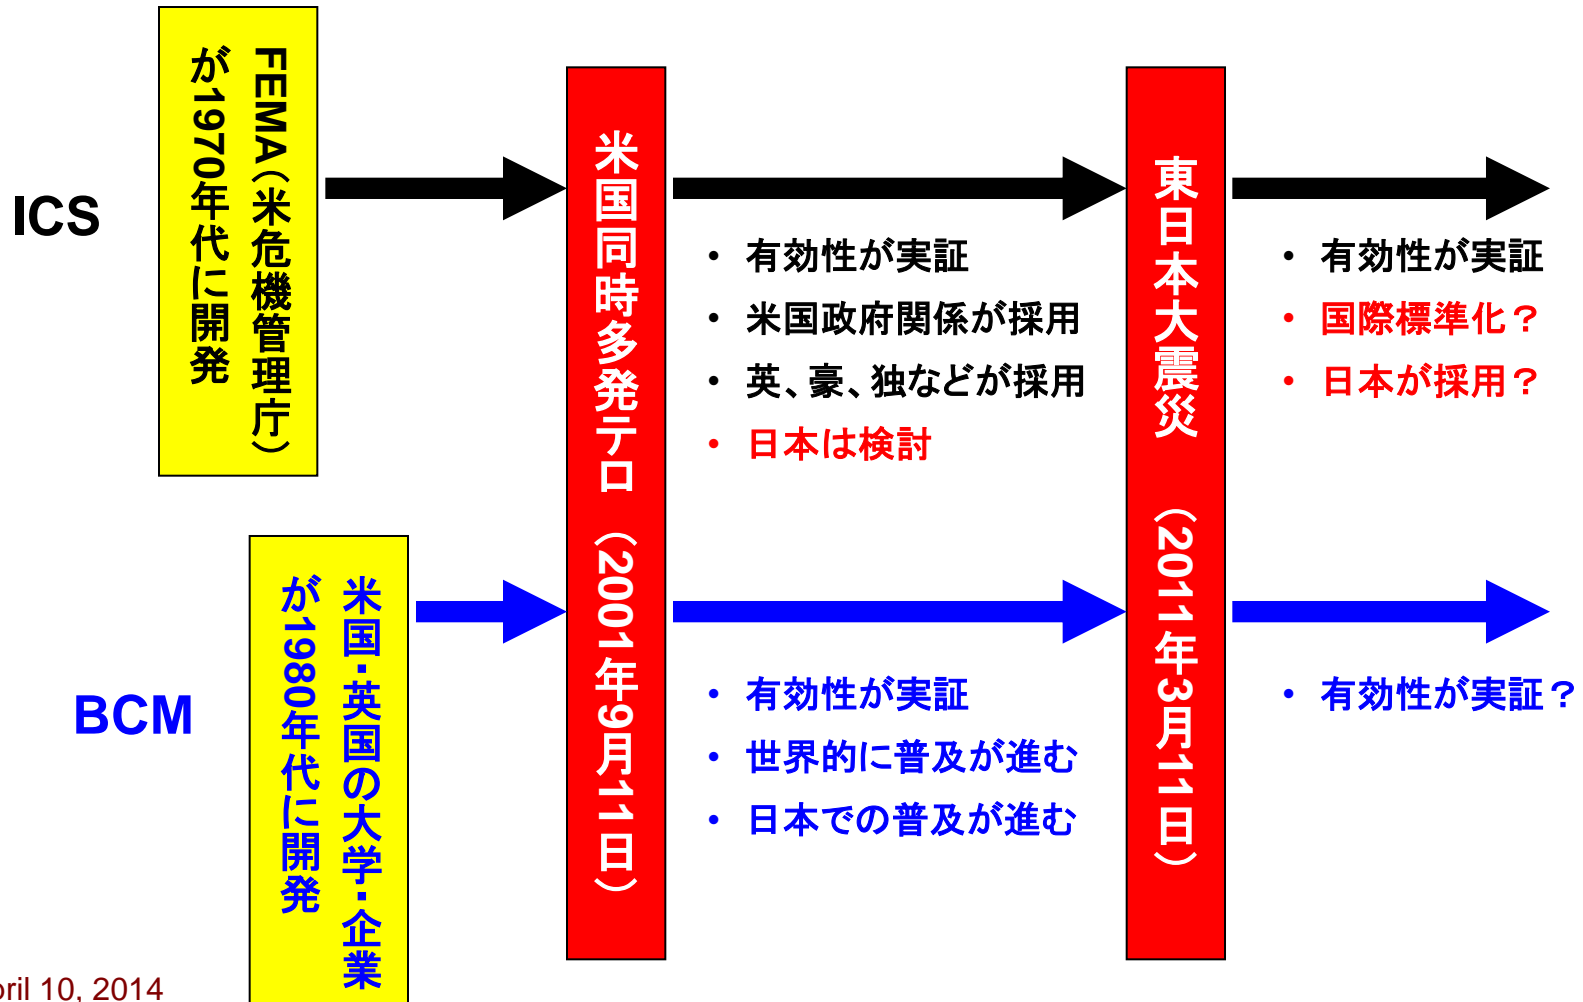 ICS
FEMA（米危機管理庁）
が1970年代に開発
米国同時多発テロ （2001年9月11日）
• 有効性が実証
• 米国政府関係が採用
• 英、豪、独などが採用
• 日本は検討
東日本大震災 （2011年3月11日）
• 有効性が実証
• 国際標準化？
• 日本が採用？
BCM
米国・英国の大学・企業
が1980年代に開発
• 有効性が実証
• 世界的に普及が進む
• 日本での普及が進む
• 有効性が実証？
pril 10, 2014